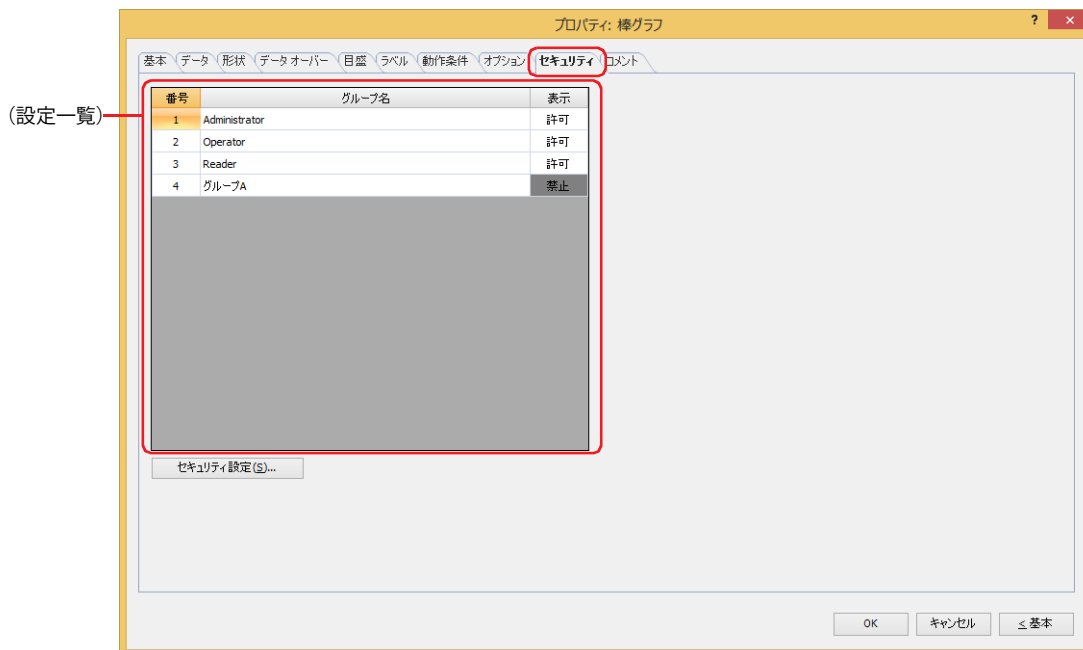 プロパティ: 棒グラフ
? ×
基本 データ 形状 データ オーバー 目盛 ラベル 動作条件 オプション セキュリティ コメント
(設定一覧)
番号 グループ名 表示
1 Administrator 許可
2 Operator 許可
3 Reader 許可
4 グループA 禁止
セキュリティ設定(S)...
OK キャンセル ≤ 基本